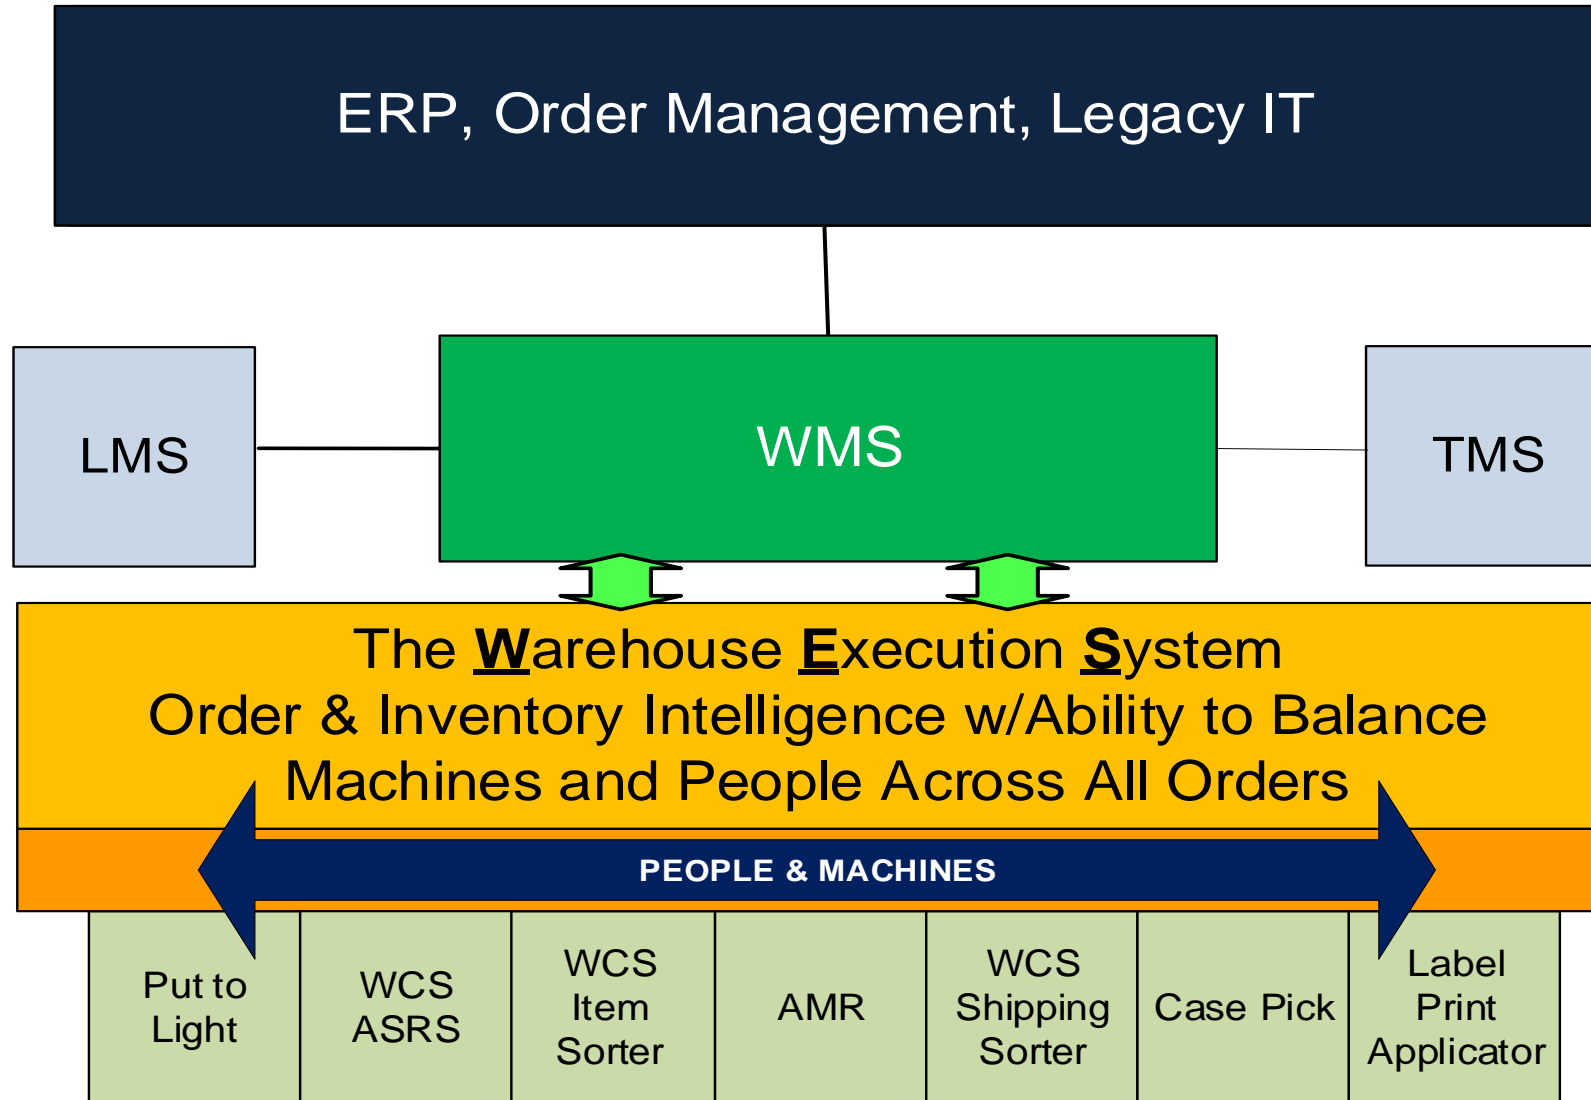 ERP, Order Management, Legacy IT
LMS
WMS
TMS
The Warehouse Execution System
Order & Inventory Intelligence w/Ability to Balance
Machines and People Across All Orders
PEOPLE & MACHINES
Put to
Light
WCS
ASRS
WCS
Item
Sorter
AMR
WCS
Shipping
Sorter
Case Pick
Label
Print
Applicator